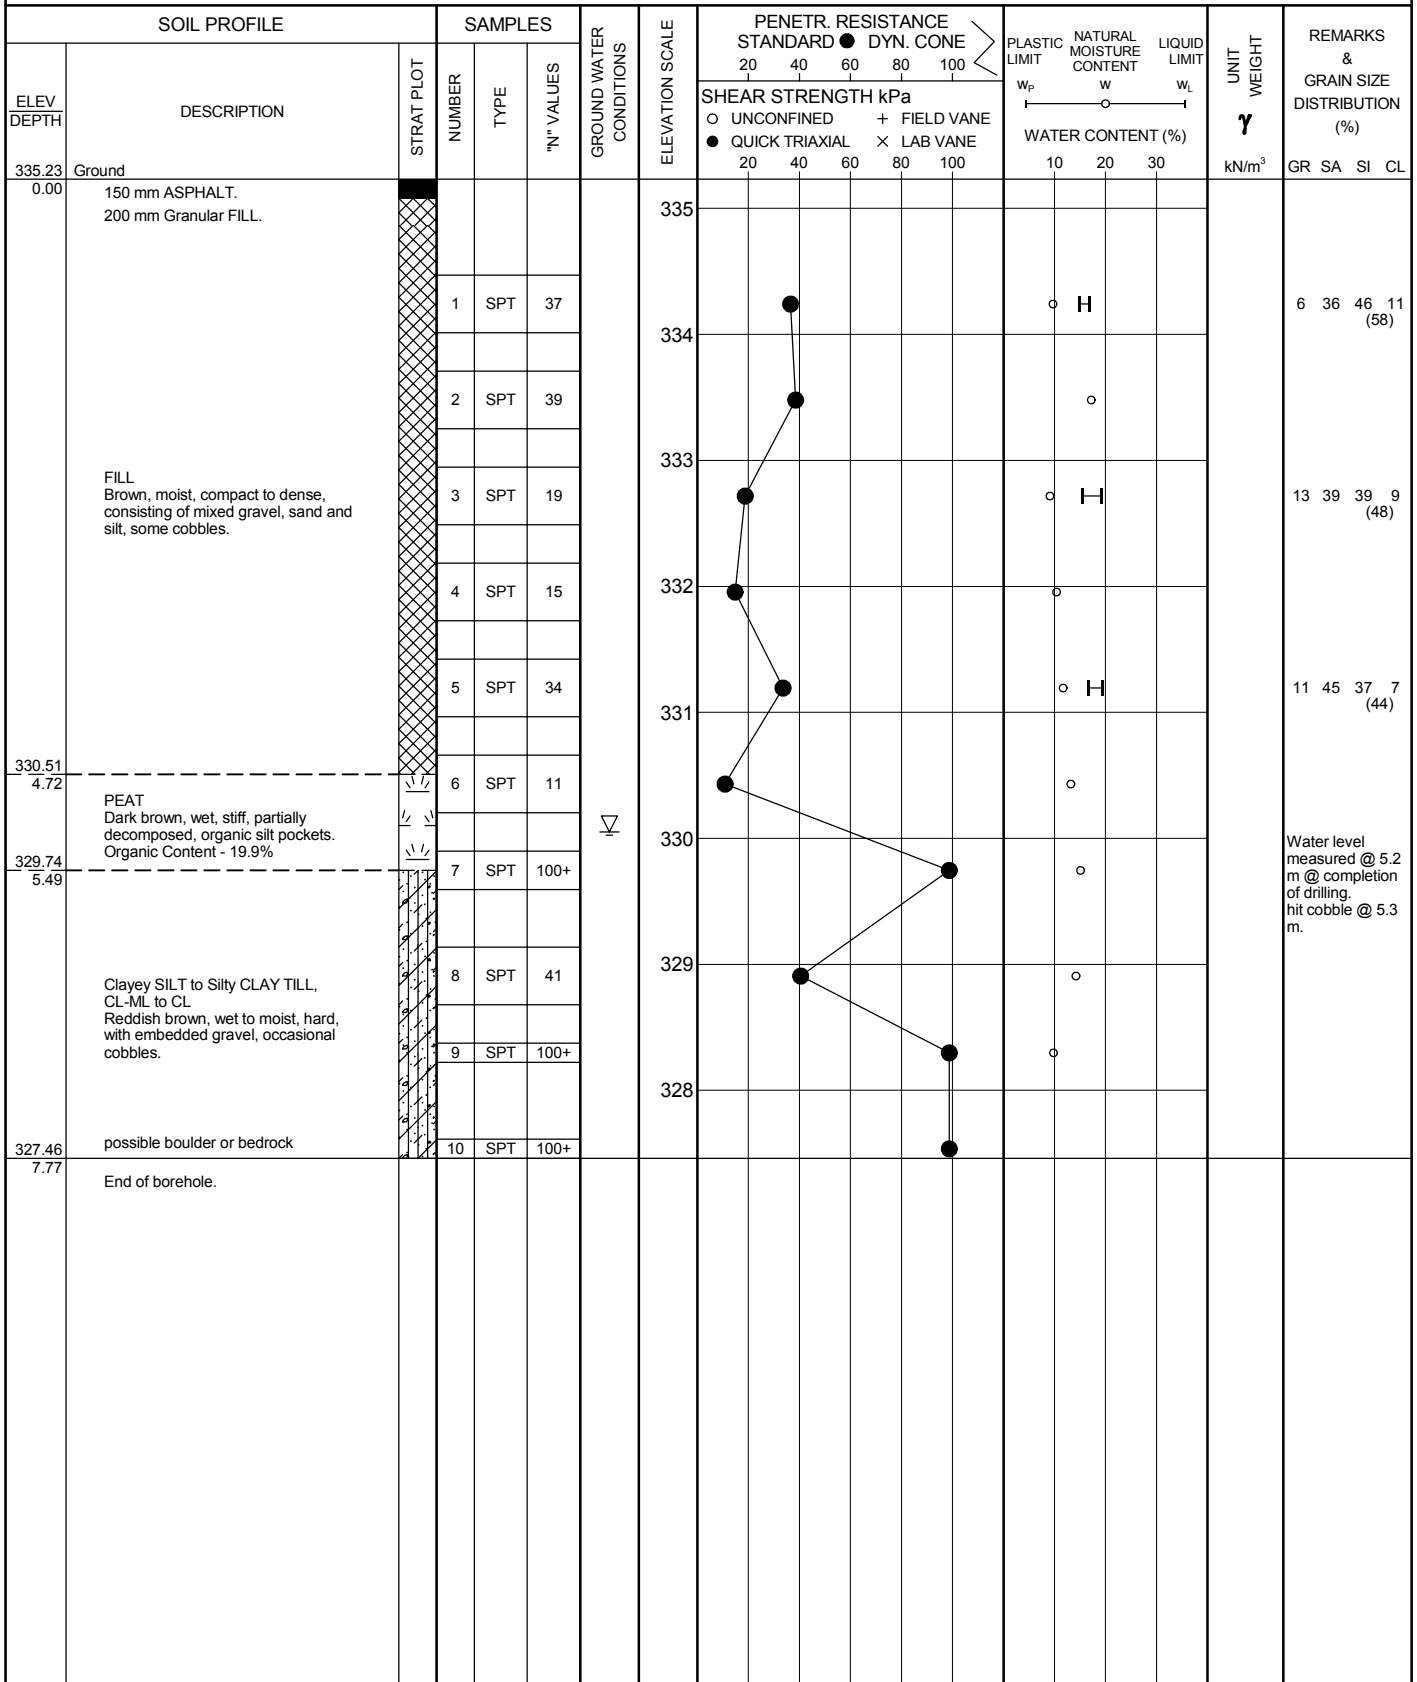 SOIL PROFILE
SAMPLES
GROUND WATER CONDITIONS
ELEVATION SCALE
PENETR. RESISTANCE
STANDARD ● DYN. CONE
20 40 60 80 100
SHEAR STRENGTH kPa
○ UNCONFINED + FIELD VANE
● QUICK TRIAXIAL × LAB VANE
20 40 60 80 100
PLASTIC LIMIT
NATURAL MOISTURE CONTENT
LIQUID LIMIT
wP w wL
WATER CONTENT (%)
10 20 30
UNIT WEIGHT
γ
kN/m³
REMARKS
&
GRAIN SIZE
DISTRIBUTION
(%)
GR SA SI CL
ELEV
DEPTH
DESCRIPTION
STRAT PLOT
NUMBER
TYPE
"N" VALUES
335.23 Ground
0.00
150 mm ASPHALT.
200 mm Granular FILL.
335
1 SPT 37
6 36 46 11
(58)
334
2 SPT 39
333
FILL
Brown, moist, compact to dense,
consisting of mixed gravel, sand and
silt, some cobbles.
3 SPT 19
13 39 39 9
(48)
332
4 SPT 15
5 SPT 34
11 45 37 7
(44)
331
330.51
4.72
6 SPT 11
PEAT
Dark brown, wet, stiff, partially
decomposed, organic silt pockets.
Organic Content - 19.9%
330
Water level
measured @ 5.2
m @ completion
of drilling.
hit cobble @ 5.3
m.
329.74
5.49
7 SPT 100+
329
8 SPT 41
Clayey SILT to Silty CLAY TILL,
CL-ML to CL
Reddish brown, wet to moist, hard,
with embedded gravel, occasional
cobbles.
9 SPT 100+
328
possible boulder or bedrock
10 SPT 100+
327.46
7.77
End of borehole.